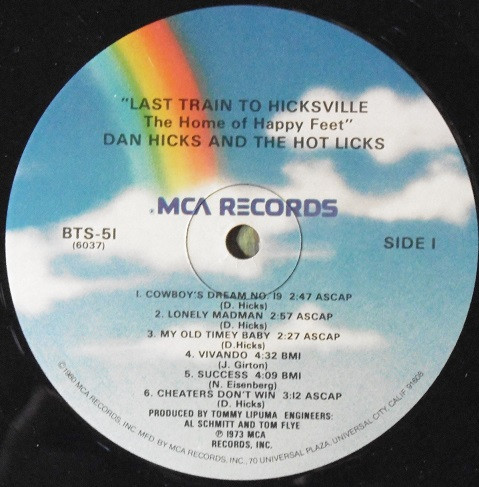 "LAST TRAIN TO HICKSVILLE
The Home of Happy Feet"
DAN HICKS AND THE HOT LICKS
MCA RECORDS
BTS-51
(6037)
SIDE 1
1. COWBOY'S DREAM NO. 19 2:47 ASCAP
(D. Hicks)
2. LONELY MADMAN 2:57 ASCAP
(D. Hicks)
3. MY OLD TIMEY BABY 2:27 ASCAP
(D.Hicks)
4. VIVANDO 4:32 BMI
(J. Girton)
5. SUCCESS 4:09 BMI
(N. Eisenberg)
6. CHEATERS DON'T WIN 3:12 ASCAP
(D. Hicks)
PRODUCED BY TOMMY LIPUMA ENGINEERS:
AL SCHMITT AND TOM FLYE
℗ 1973 MCA
RECORDS, INC.
©1980 MCA RECORDS, INC. MFD. BY MCA RECORDS, INC., 70 UNIVERSAL PLAZA, UNIVERSAL CITY, CALIF. 91608